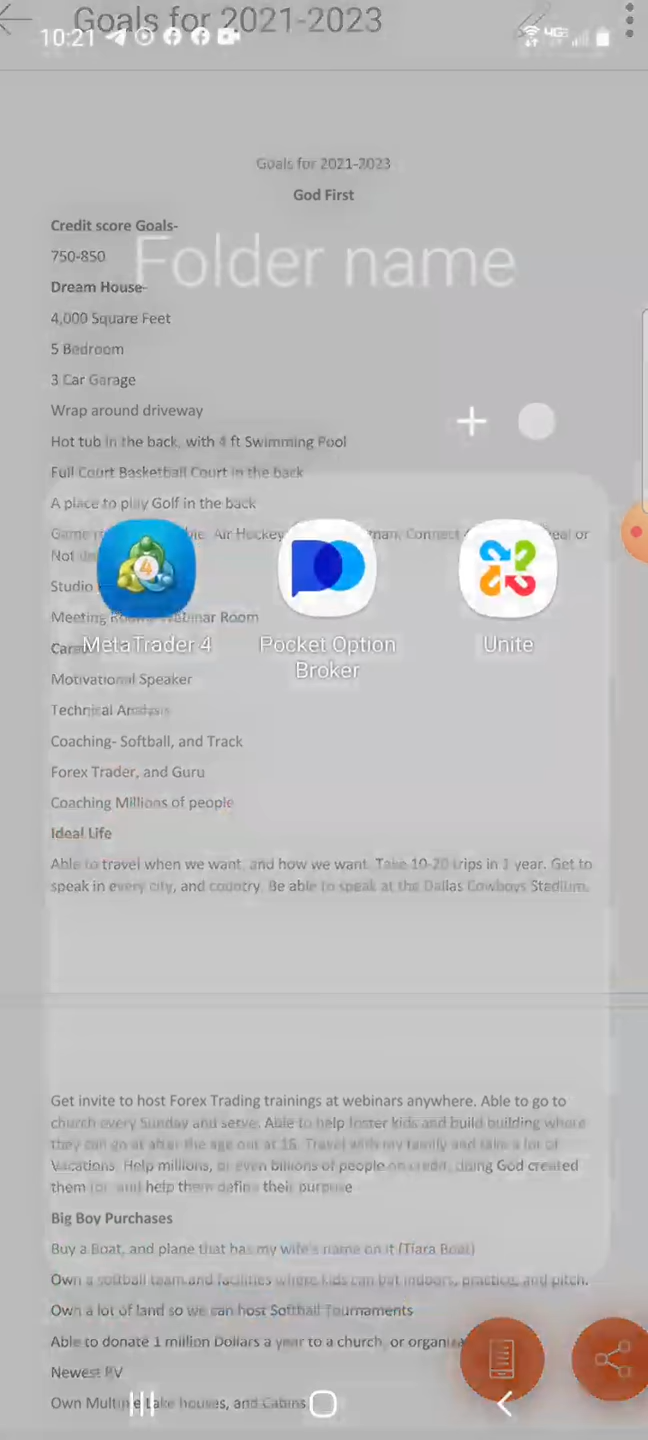 Goals for 2021-2023
10:21
4G
Goals for 2021-2023
God First
Credit score Goals-
750-850
Folder name
Dream House-
4,000 Square Feet
5 Bedroom
3 Car Garage
Wrap around driveway
Hot tub in the back, with 4 ft Swimming Pool
Full Court Basketball Court in the back
A place to play Golf in the back
Game Air Hockey Connect or
Not
Studio
4
Meeting Webinar Room
MetaTrader 4
Pocket Option
Broker
Unite
Motivational Speaker
Technical Analysis
Coaching- Softball, and Track
Forex Trader, and Guru
Coaching Millions of people
Ideal Life
Able to travel when we want, and how we want. Take 10-20 trips in 1 year. Get to
speak in every city, and country. Be able to speak at the Dallas Cowboys Stadium.
Get invite to host Forex Trading trainings at webinars anywhere. Able to go to
church every Sunday and serve. Able to help foster kids and build building where
they can go at after the age out at 18. Travel with my family and take a lot of
Vacations. Help millions, or even billions of people on credit, doing God created
them for and help them define their purpose
Big Boy Purchases
Buy a Boat, and plane that has my wife's name on it (Tiara Boat)
Own a softball team and facilities where kids can bat indoors, practice, and pitch.
Own a lot of land so we can host Softball Tournaments
Able to donate 1 million Dollars a year to a church, or
Newest RV
Own Multiple Lake houses, and Cabins